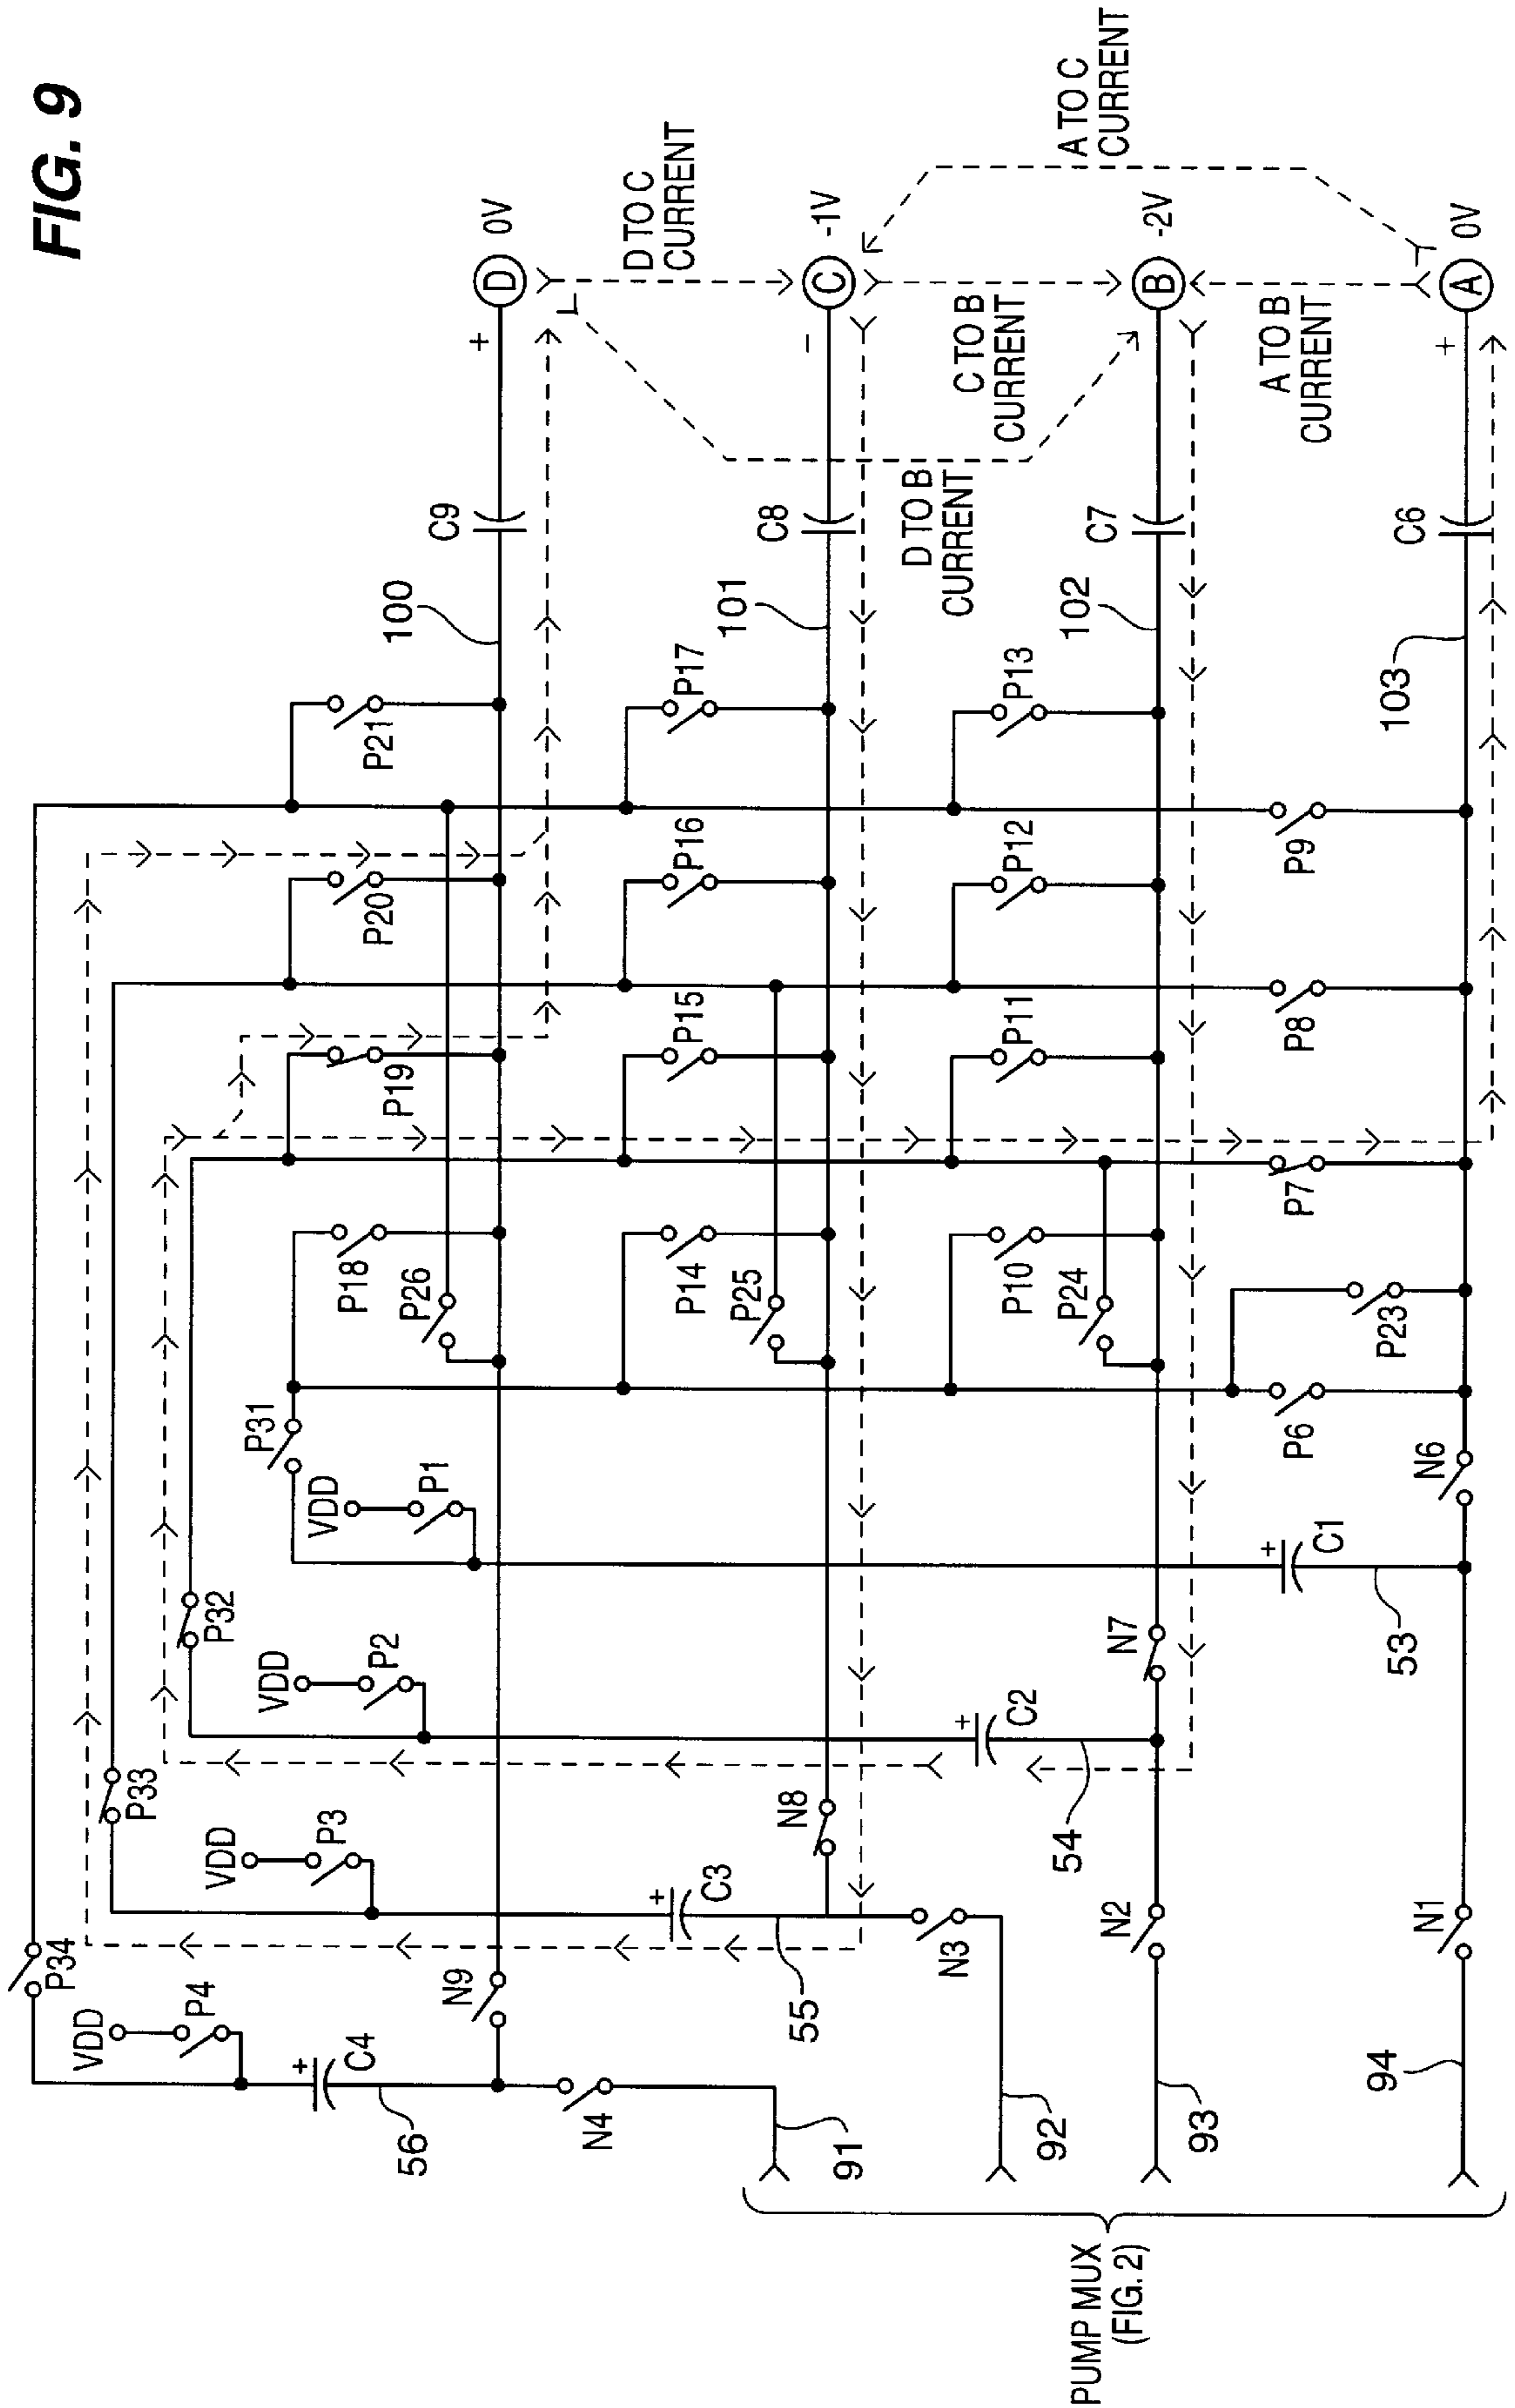 FIG. 9
D
0V
+
D TO C
CURRENT
C
-1V
−
A TO C
CURRENT
C TO B
CURRENT
D TO B
CURRENT
B
-2V
A TO B
CURRENT
A
0V
+
C9
C8
C7
C6
100
101
102
103
P21
P17
P13
P9
P20
P16
P12
P8
P19
P15
P11
P7
P18
P26
P14
P25
P10
P24
P23
P6
P31
VDD
P1
N6
+
C1
53
P32
VDD
P2
N7
+
C2
54
P33
VDD
P3
N8
+
C3
55
N3
N2
N1
P34
VDD
P4
N9
+
C4
56
N4
91
92
93
94
PUMP MUX
(FIG. 2)